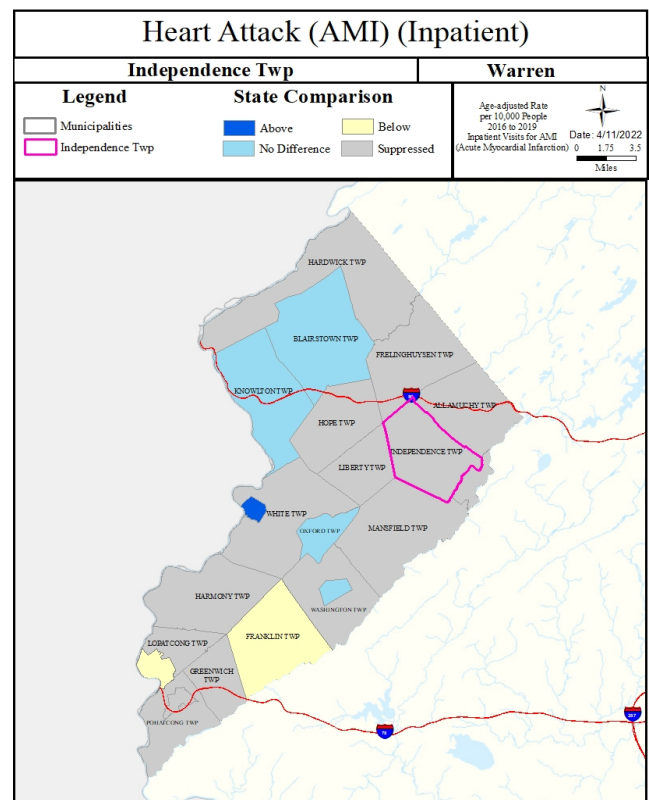 Heart Attack (AMI) (Inpatient)
Independence Twp
Warren
Legend
State Comparison
Municipalities
Independence Twp
Above
Below
No Difference
Suppressed
Age-adjusted Rate
per 10,000 People
2016 to 2019
Inpatient Visits for AMI
(Acute Myocardial Infarction)
N
Date: 4/11/2022
0 1.75 3.5
Miles
HARDWICK TWP
BLAIRSTOWN TWP
FRELINGHUYSEN TWP
KNOWLTON TWP
ALLAMUCHY TWP
HOPE TWP
INDEPENDENCE TWP
LIBERTY TWP
WHITE TWP
OXFORD TWP
MANSFIELD TWP
HARMONY TWP
WASHINGTON TWP
FRANKLIN TWP
LOPATCONG TWP
GREENWICH
TWP
POHATCONG TWP
78
287